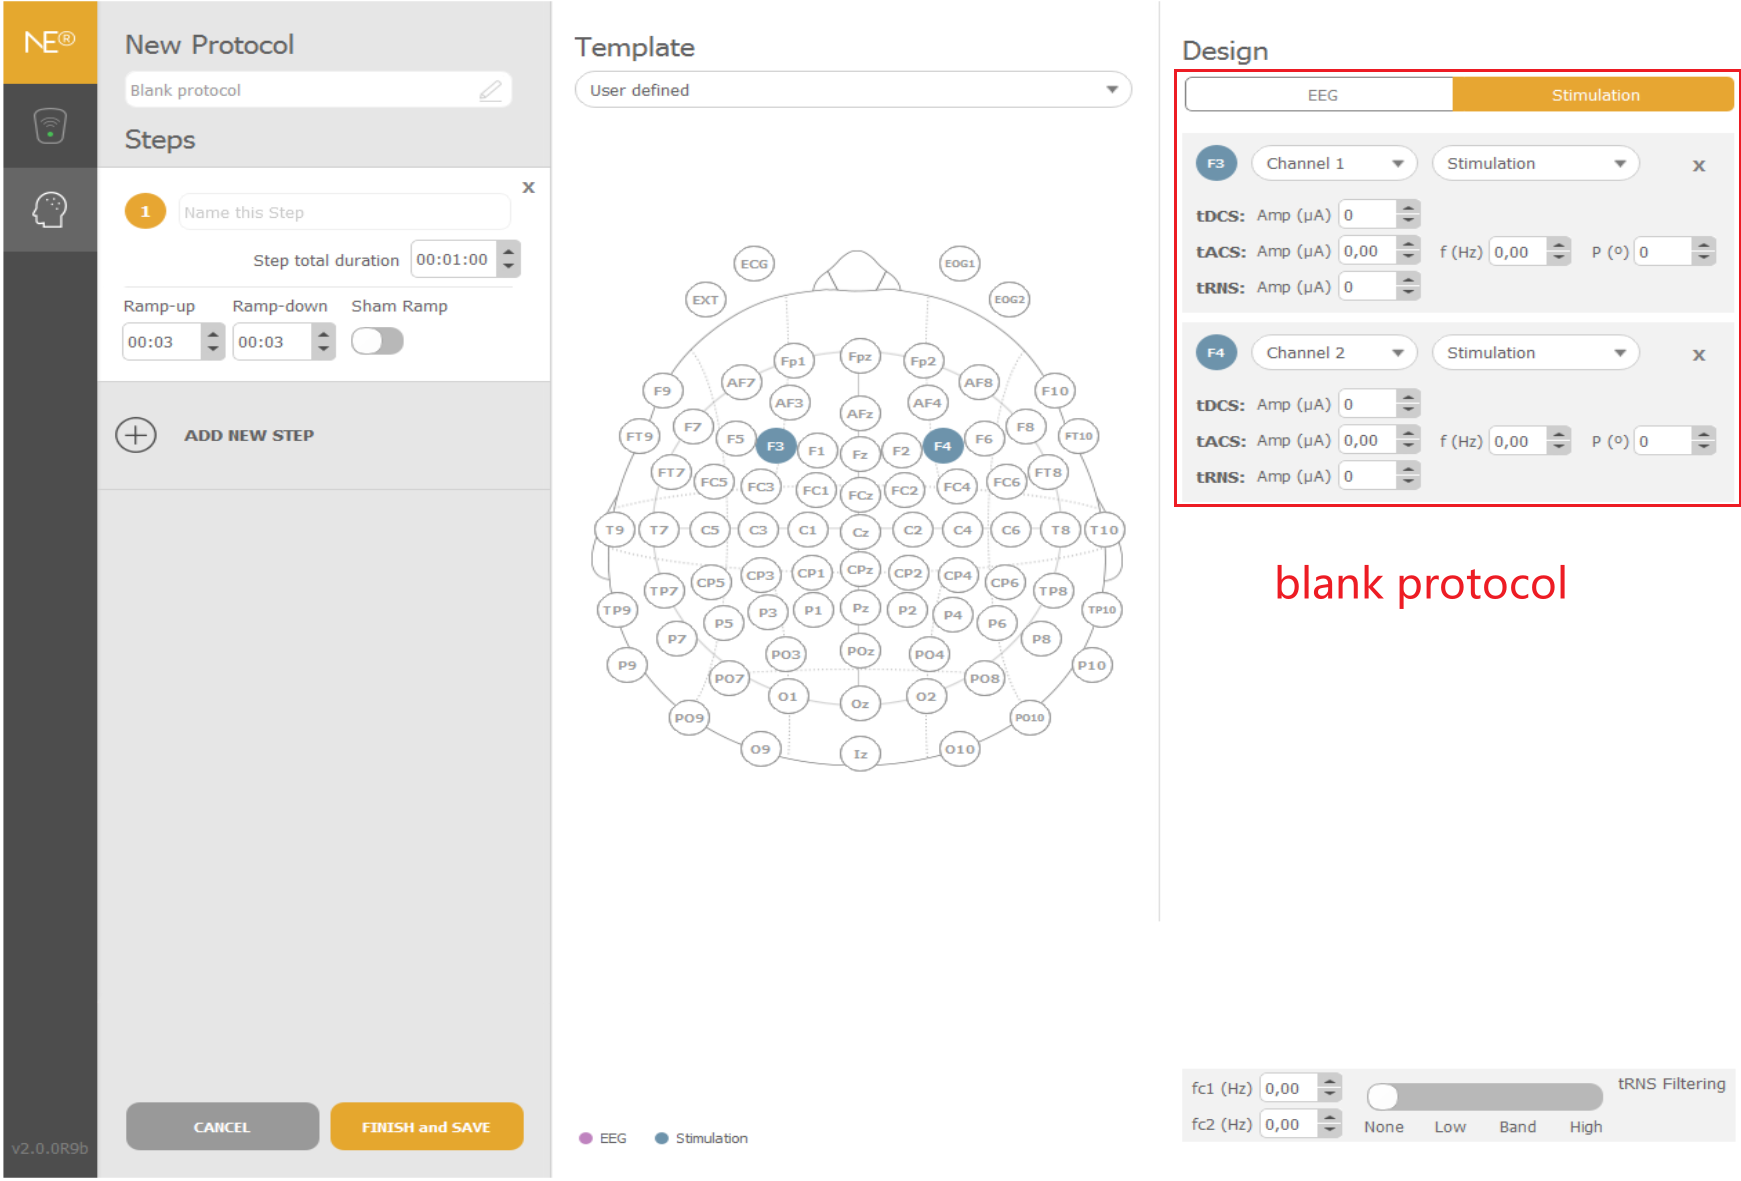 NE®
New Protocol
Blank protocol
Steps
x
1
Name this Step
Step total duration 00:01:00
Ramp-up Ramp-down Sham Ramp
00:03 00:03
ADD NEW STEP
CANCEL FINISH and SAVE
v2.0.0R9b
Template
User defined
ECG EOG1
EXT EOG2
Fp1 Fpz Fp2
AF7 AF8
F9 F10
AF3 AFz AF4
F7 F8
FT9 F5 F3 F1 Fz F2 F4 F6 FT10
FT7 FT8
FC5 FC3 FC1 FCz FC2 FC4 FC6
T9 T7 C5 C3 C1 Cz C2 C4 C6 T8 T10
CP5 CP3 CP1 CPz CP2 CP4 CP6
TP7 TP8
TP9 P5 P3 P1 Pz P2 P4 P6 TP10
P7 P8
P9 PO3 POz PO4 P10
PO7 PO8
O1 Oz O2
PO9 PO10
O9 Iz O10
EEG Stimulation
Design
EEG Stimulation
F3 Channel 1 Stimulation x
tDCS: Amp (µA) 0
tACS: Amp (µA) 0,00 f (Hz) 0,00 P (º) 0
tRNS: Amp (µA) 0
F4 Channel 2 Stimulation x
tDCS: Amp (µA) 0
tACS: Amp (µA) 0,00 f (Hz) 0,00 P (º) 0
tRNS: Amp (µA) 0
blank protocol
fc1 (Hz) 0,00 tRNS Filtering
fc2 (Hz) 0,00 None Low Band High